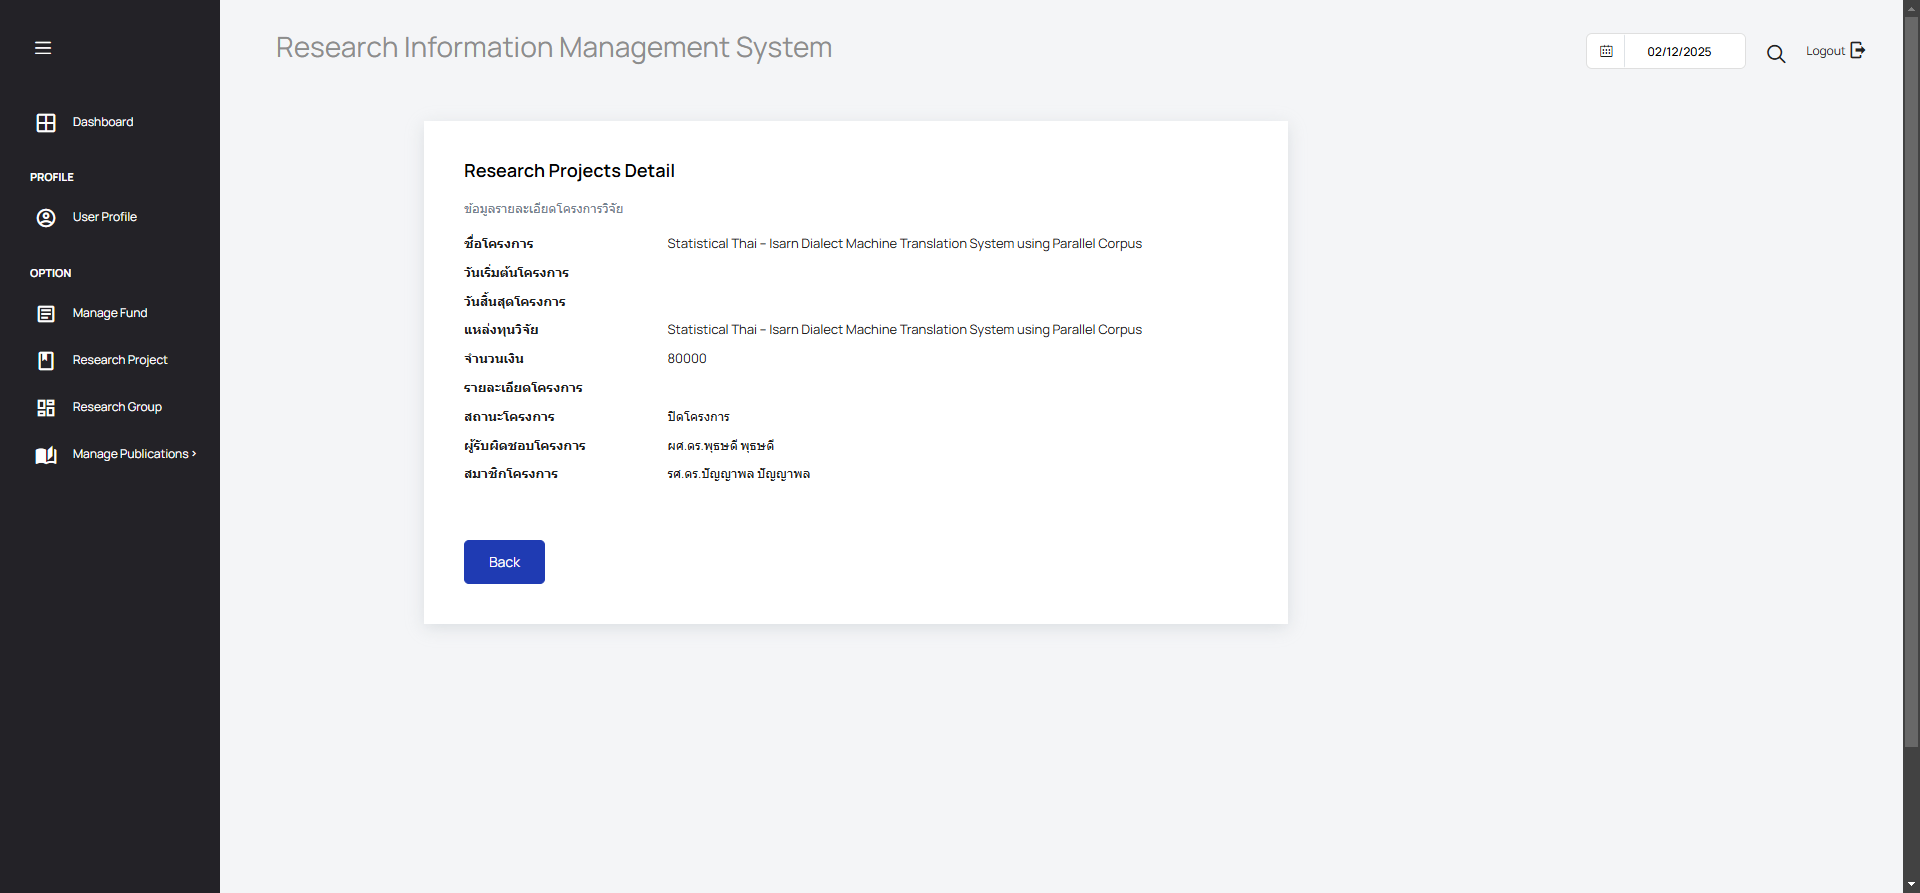 Research Information Management System
02/12/2025
Logout
Dashboard
PROFILE
User Profile
OPTION
Manage Fund
Research Project
Research Group
Manage Publications >
Research Projects Detail
ข้อมูลรายละเอียดโครงการวิจัย
ชื่อโครงการ Statistical Thai – Isarn Dialect Machine Translation System using Parallel Corpus
วันเริ่มต้นโครงการ
วันสิ้นสุดโครงการ
แหล่งทุนวิจัย Statistical Thai – Isarn Dialect Machine Translation System using Parallel Corpus
จำนวนเงิน 80000
รายละเอียดโครงการ
สถานะโครงการ ปิดโครงการ
ผู้รับผิดชอบโครงการ ผศ.ดร.พุธษดี พุธษดี
สมาชิกโครงการ รศ.ดร.ปัญญาพล ปัญญาพล
Back